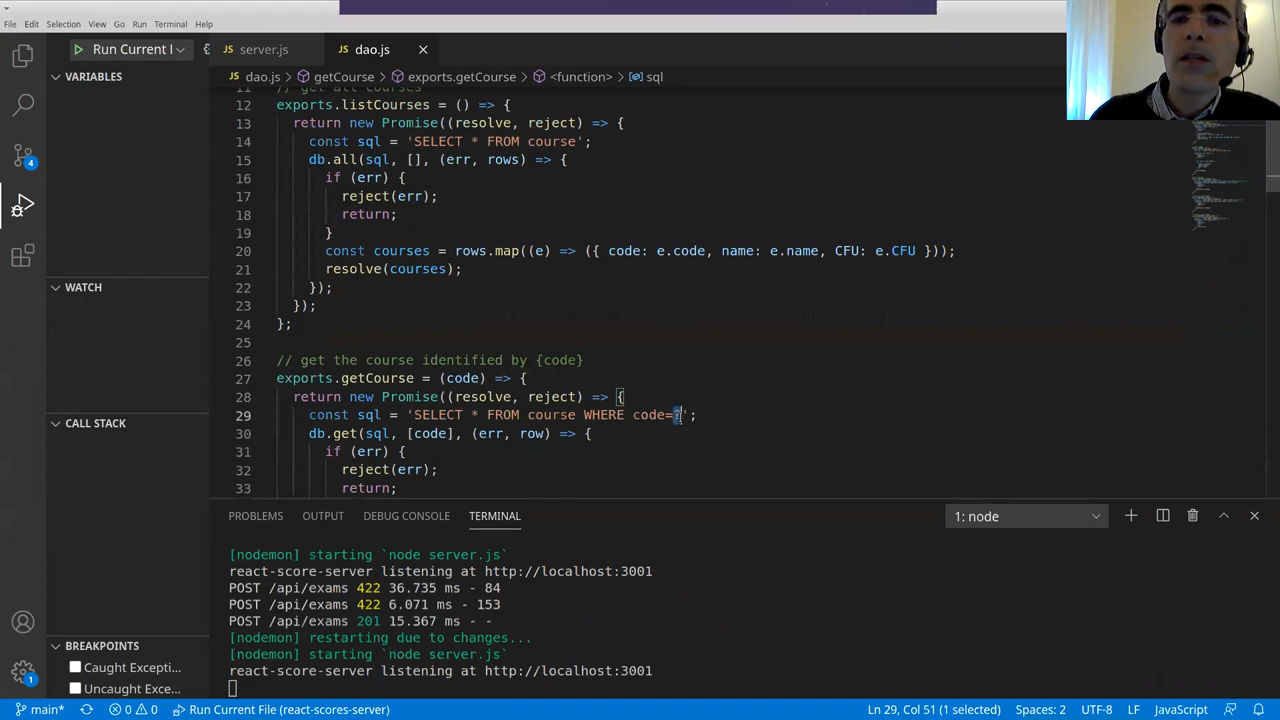 File Edit Selection View Go Run Terminal Help
Run Current
server.js dao.js
VARIABLES
dao.js > getCourse > exports.getCourse > <function> > sql
11 // get all courses
12 exports.listCourses = () => {
13 return new Promise((resolve, reject) => {
14 const sql = 'SELECT * FROM course';
15 db.all(sql, [], (err, rows) => {
16 if (err) {
17 reject(err);
18 return;
19 }
20 const courses = rows.map((e) => ({ code: e.code, name: e.name, CFU: e.CFU }));
21 resolve(courses);
22 });
23 });
24 };
25
26 // get the course identified by {code}
27 exports.getCourse = (code) => {
28 return new Promise((resolve, reject) => {
29 const sql = 'SELECT * FROM course WHERE code=?';
30 db.get(sql, [code], (err, row) => {
31 if (err) {
32 reject(err);
33 return;
WATCH
CALL STACK
BREAKPOINTS
Caught Excepti...
Uncaught Exce...
PROBLEMS OUTPUT DEBUG CONSOLE TERMINAL 1: node
[nodemon] starting `node server.js`
react-score-server listening at http://localhost:3001
POST /api/exams 422 36.735 ms - 84
POST /api/exams 422 6.071 ms - 153
POST /api/exams 201 15.367 ms - -
[nodemon] restarting due to changes...
[nodemon] starting `node server.js`
react-score-server listening at http://localhost:3001
4
1
main* 0 0 Run Current File (react-scores-server) Ln 29, Col 51 (1 selected) Spaces: 2 UTF-8 LF JavaScript